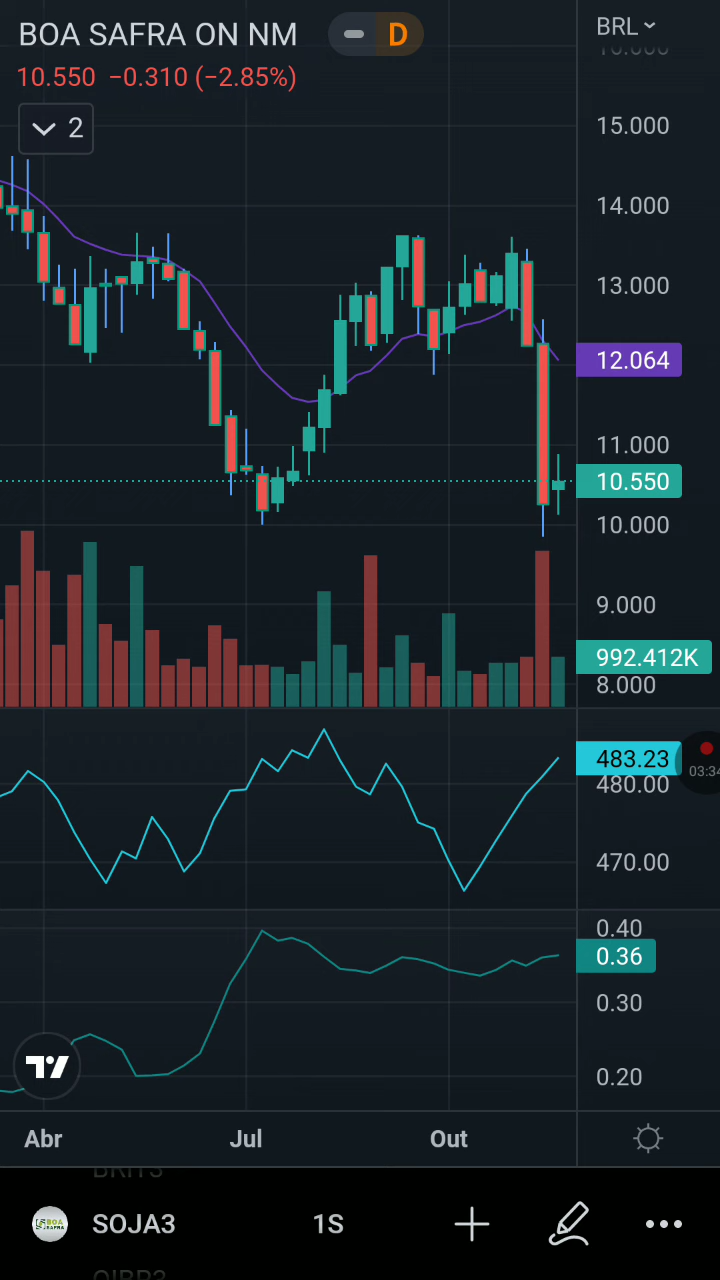 BOA SAFRA ON NM
D
BRL
10.550 −0.310 (−2.85%)
2
15.000
14.000
13.000
12.064
11.000
10.550
10.000
9.000
992.412K
8.000
483.23
03:34
480.00
470.00
0.40
0.36
0.30
0.20
Abr Jul Out
SOJA3 1S